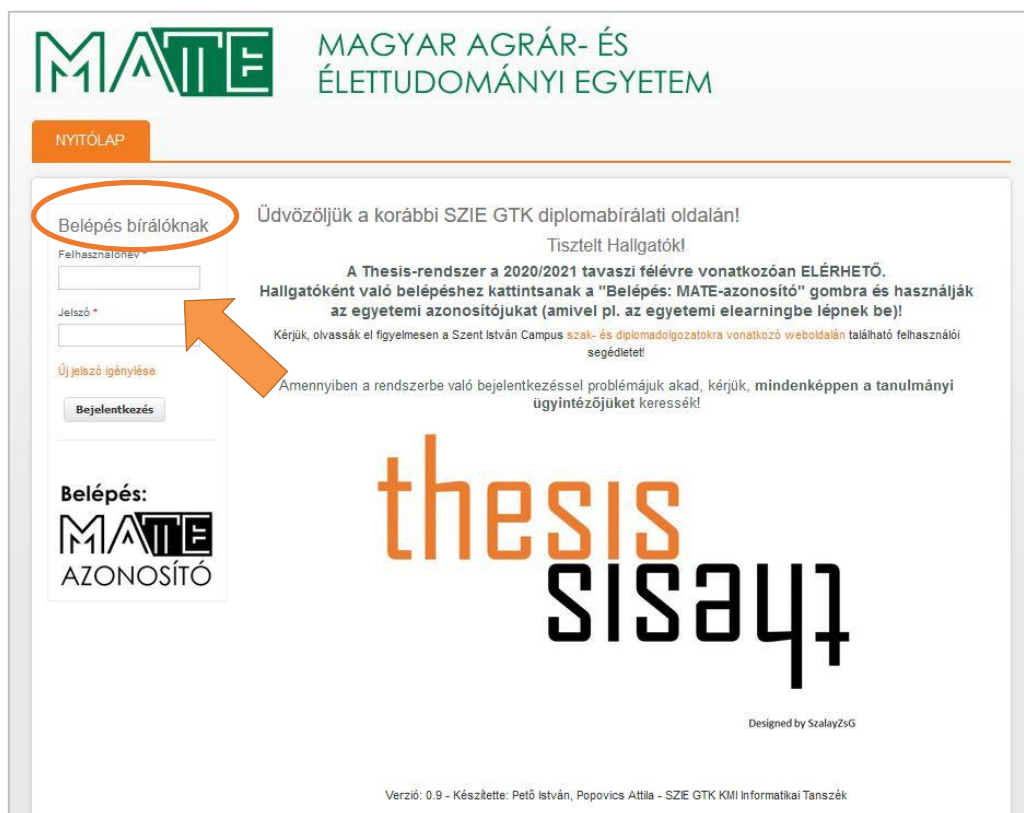 MATE
MAGYAR AGRÁR- ÉS
ÉLETTUDOMÁNYI EGYETEM
NYITÓLAP
Belépés bírálóknak
Felhasználónév *
Jelszó *
Új jelszó igénylése
Bejelentkezés
Belépés:
MATE
AZONOSÍTÓ
Üdvözöljük a korábbi SZIE GTK diplomabírálati oldalán!
Tisztelt Hallgatók!
A Thesis-rendszer a 2020/2021 tavaszi félévre vonatkozóan ELÉRHETŐ.
Hallgatóként való belépéshez kattintsanak a "Belépés: MATE-azonosító" gombra és használják
az egyetemi azonosítójukat (amivel pl. az egyetemi elearningbe lépnek be)!
Kérjük, olvassák el figyelmesen a Szent István Campus szak- és diplomadolgozatokra vonatkozó weboldalán található felhasználói
segédletet!
Amennyiben a rendszerbe való bejelentkezéssel problémájuk akad, kérjük, mindenképpen a tanulmányi
ügyintézőjüket keressék!
thesis
thesis
Designed by SzalayZsG
Verzió: 0.9 - Készítette: Pető István, Popovics Attila - SZIE GTK KMI Informatikai Tanszék